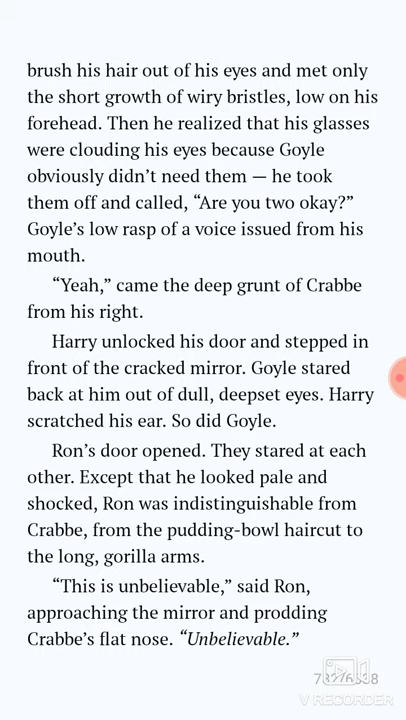 brush his hair out of his eyes and met only
the short growth of wiry bristles, low on his
forehead. Then he realized that his glasses
were clouding his eyes because Goyle
obviously didn’t need them — he took
them off and called, “Are you two okay?”
Goyle’s low rasp of a voice issued from his
mouth.
“Yeah,” came the deep grunt of Crabbe
from his right.
Harry unlocked his door and stepped in
front of the cracked mirror. Goyle stared
back at him out of dull, deepset eyes. Harry
scratched his ear. So did Goyle.
Ron’s door opened. They stared at each
other. Except that he looked pale and
shocked, Ron was indistinguishable from
Crabbe, from the pudding-bowl haircut to
the long, gorilla arms.
“This is unbelievable,” said Ron,
approaching the mirror and prodding
Crabbe’s flat nose. “Unbelievable.”
V RECORDER